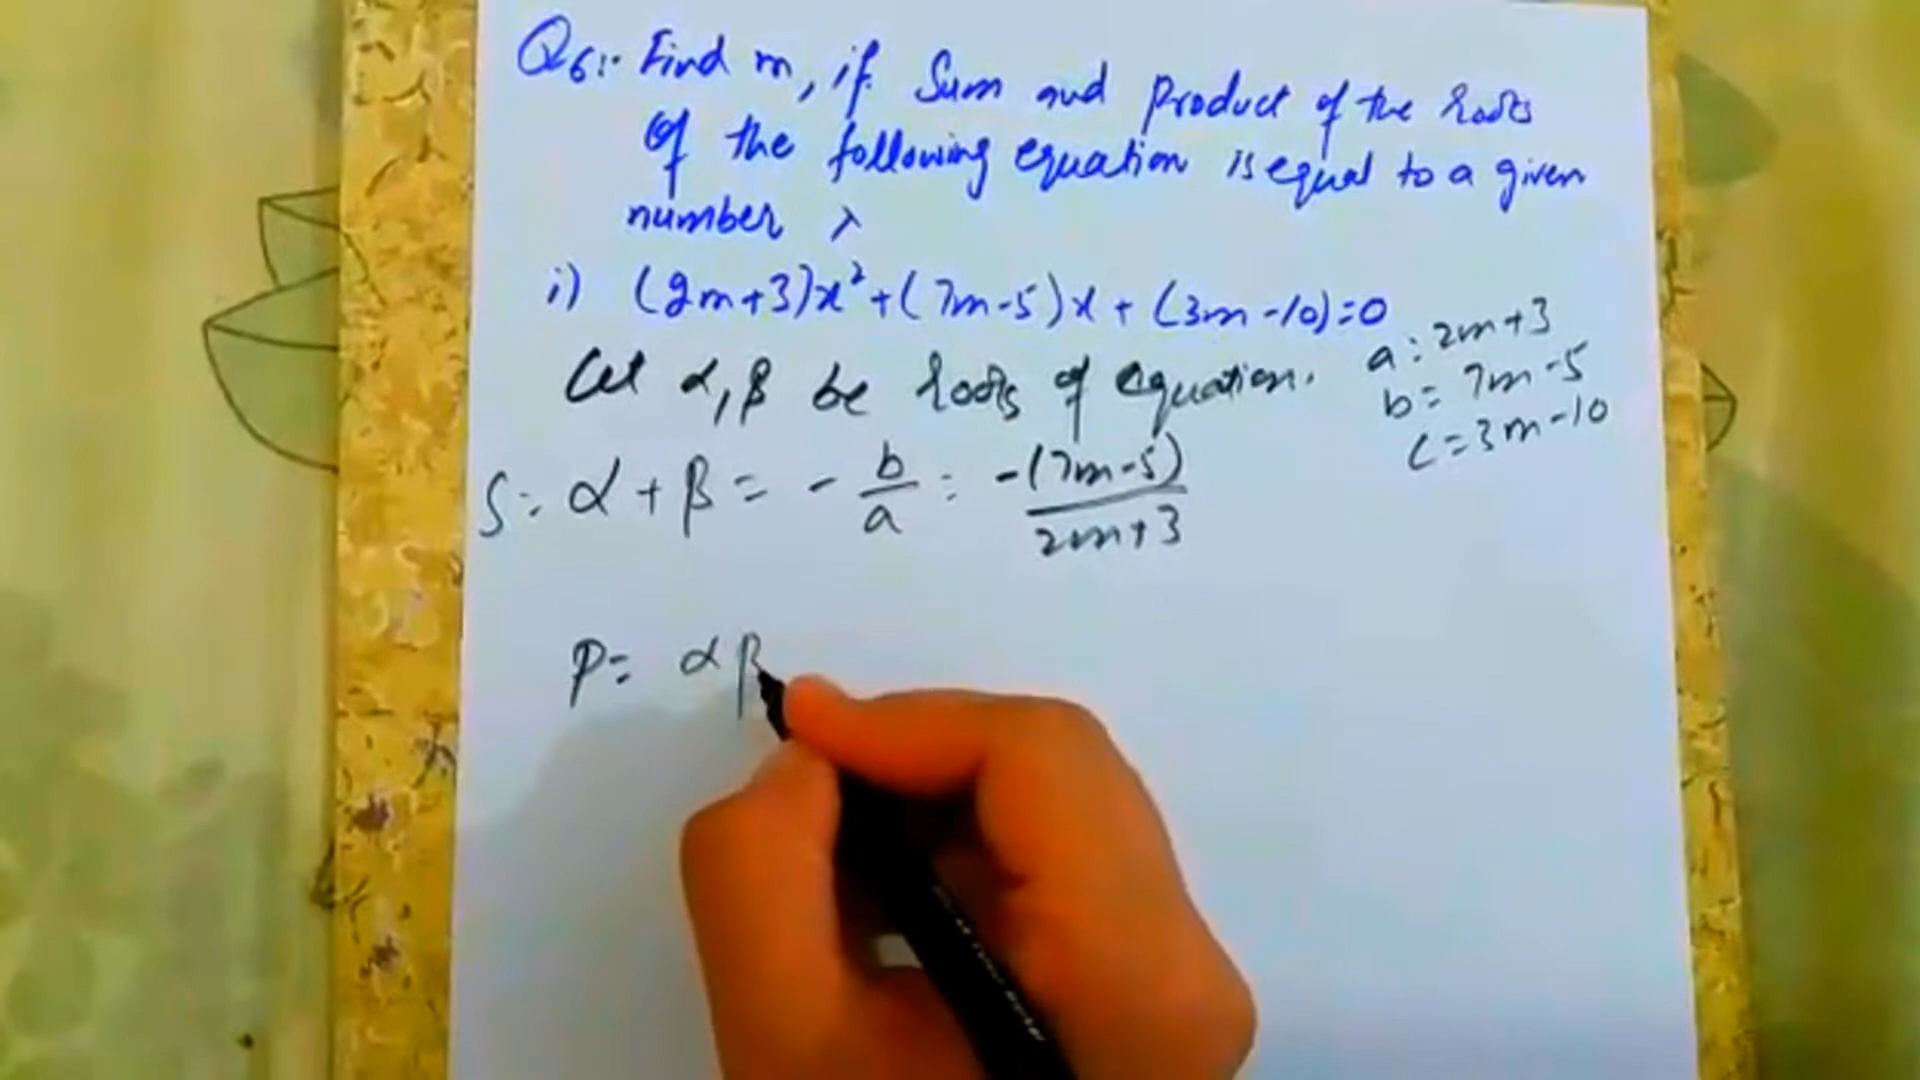 Q6:- Find m, if Sum and Product of the roots
of the following equation is equal to a given
number λ
i) (2m+3)x²+(7m-5)x+(3m-10)=0
Let α,β be roots of equation.
a=2m+3
b=7m-5
c=3m-10
S= α+β = -b/a = -(7m-5)/2m+3
P= αβ